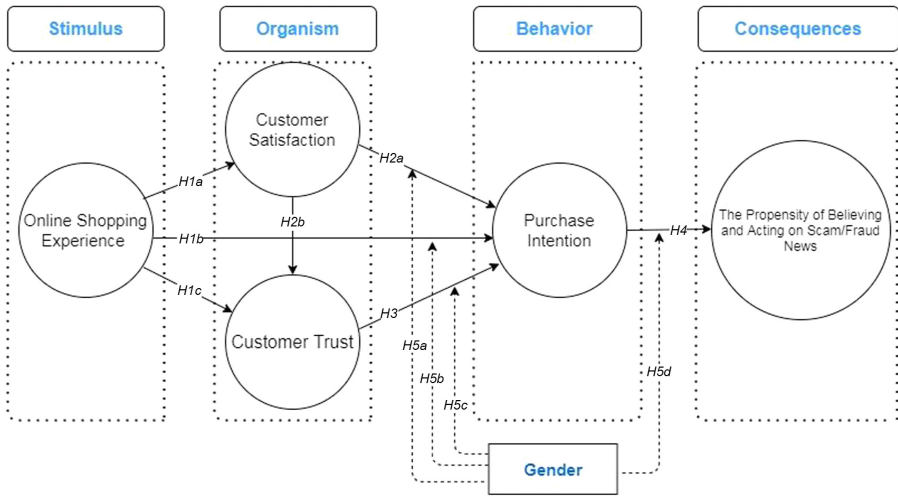 Stimulus
Organism
Behavior
Consequences
Customer
Satisfaction
H1a
H2a
Online Shopping
Experience
H2b
H1b
Purchase
Intention
H4
The Propensity of Believing
and Acting on Scam/Fraud
News
H1c
H3
Customer Trust
H5a
H5b
H5c
H5d
Gender